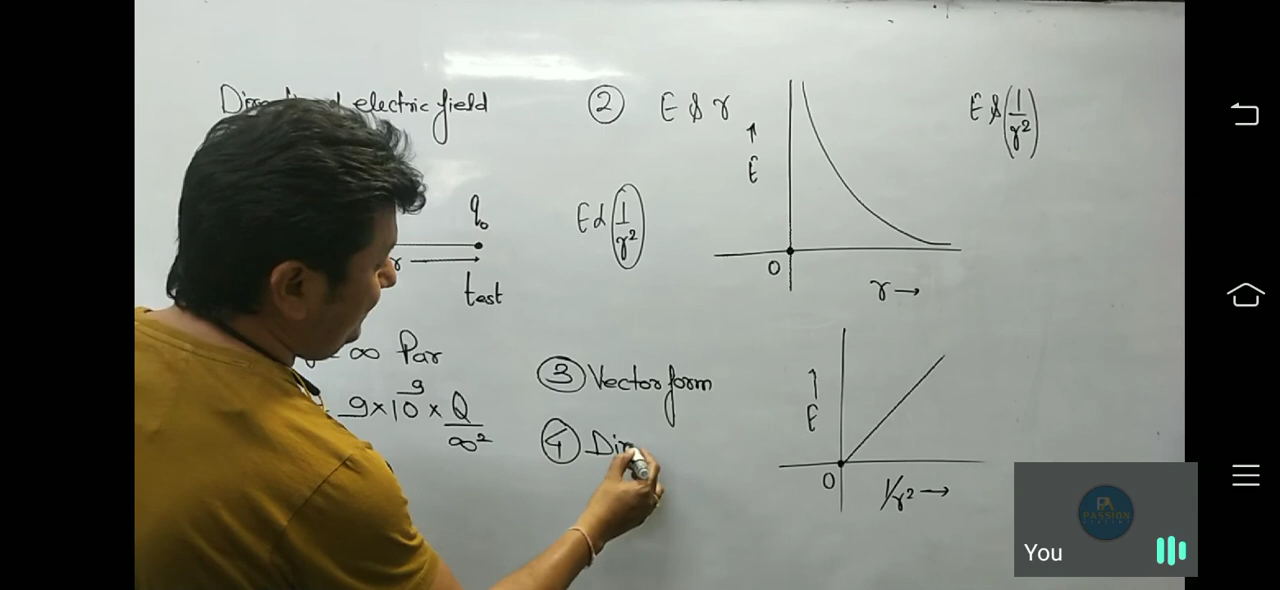 electric field
q₀
r
test
∞ Par
9×10⁹ × Q/∞²
② E & r
E ∝ 1/r²
↑ E
0
r →
E & (1/r²)
③ Vector form
④ Dir
↑ E
0
1/r² →
PASSION
You